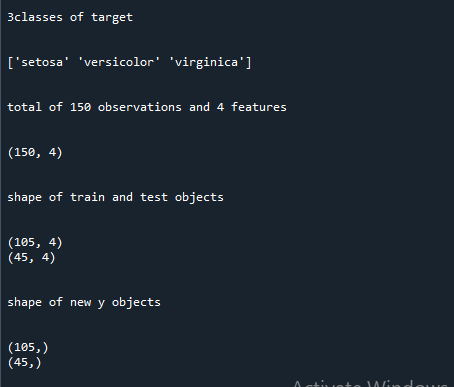 3classes of target
['setosa' 'versicolor' 'virginica']
total of 150 observations and 4 features
(150, 4)
shape of train and test objects
(105, 4)
(45, 4)
shape of new y objects
(105,)
(45,)
Activate Windows